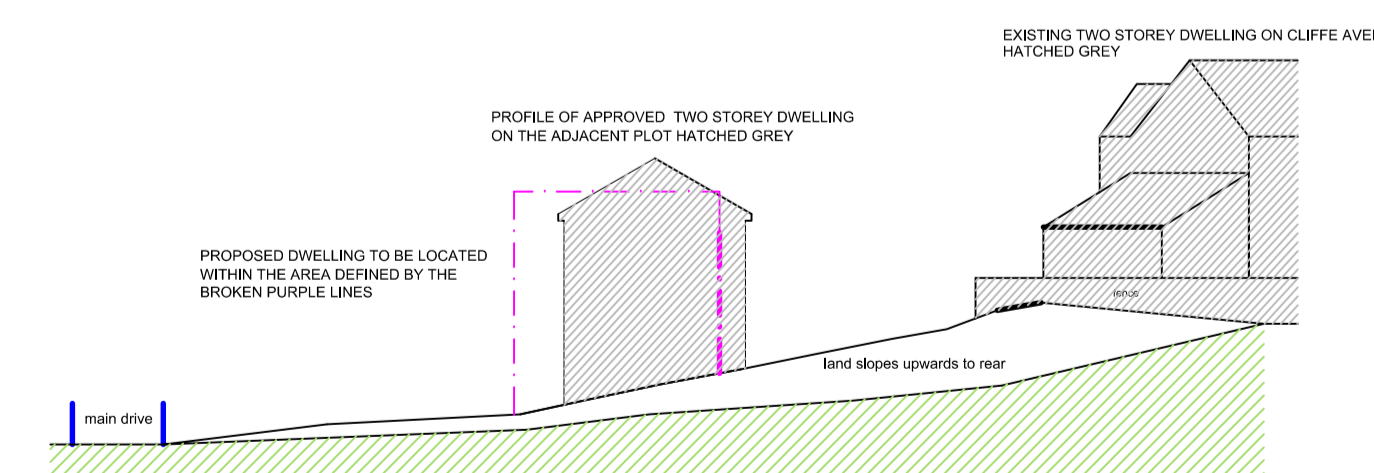 EXISTING TWO STOREY DWELLING ON CLIFFE AVE
HATCHED GREY
PROFILE OF APPROVED TWO STOREY DWELLING
ON THE ADJACENT PLOT HATCHED GREY
PROPOSED DWELLING TO BE LOCATED
WITHIN THE AREA DEFINED BY THE
BROKEN PURPLE LINES
fence
land slopes upwards to rear
main drive